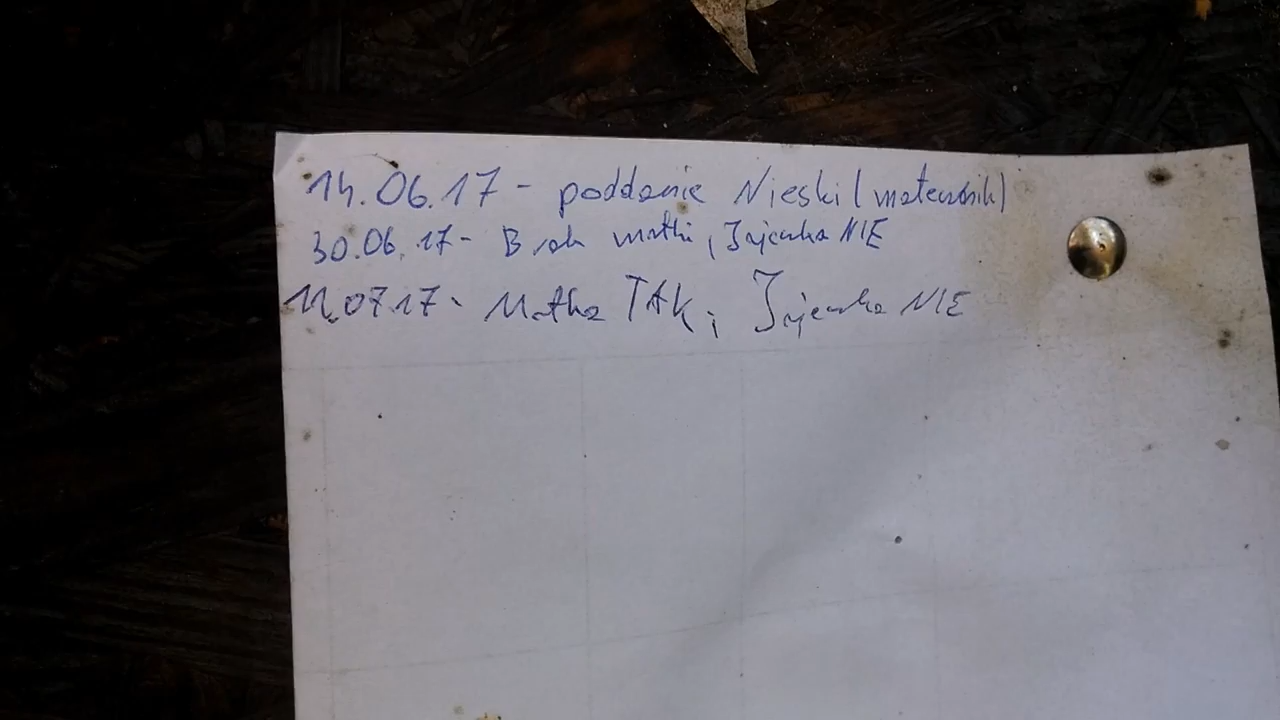 14.06.17 - poddanie Nieski (matecznik)
30.06.17 - Brak matki, Jajeczka NIE
11.07.17 - Matka TAK; Jajeczka NIE